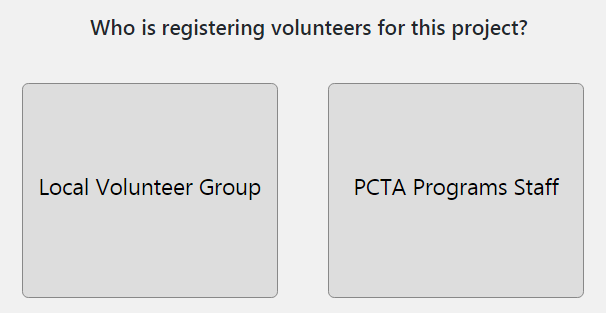 Who is registering volunteers for this project?
Local Volunteer Group
PCTA Programs Staff